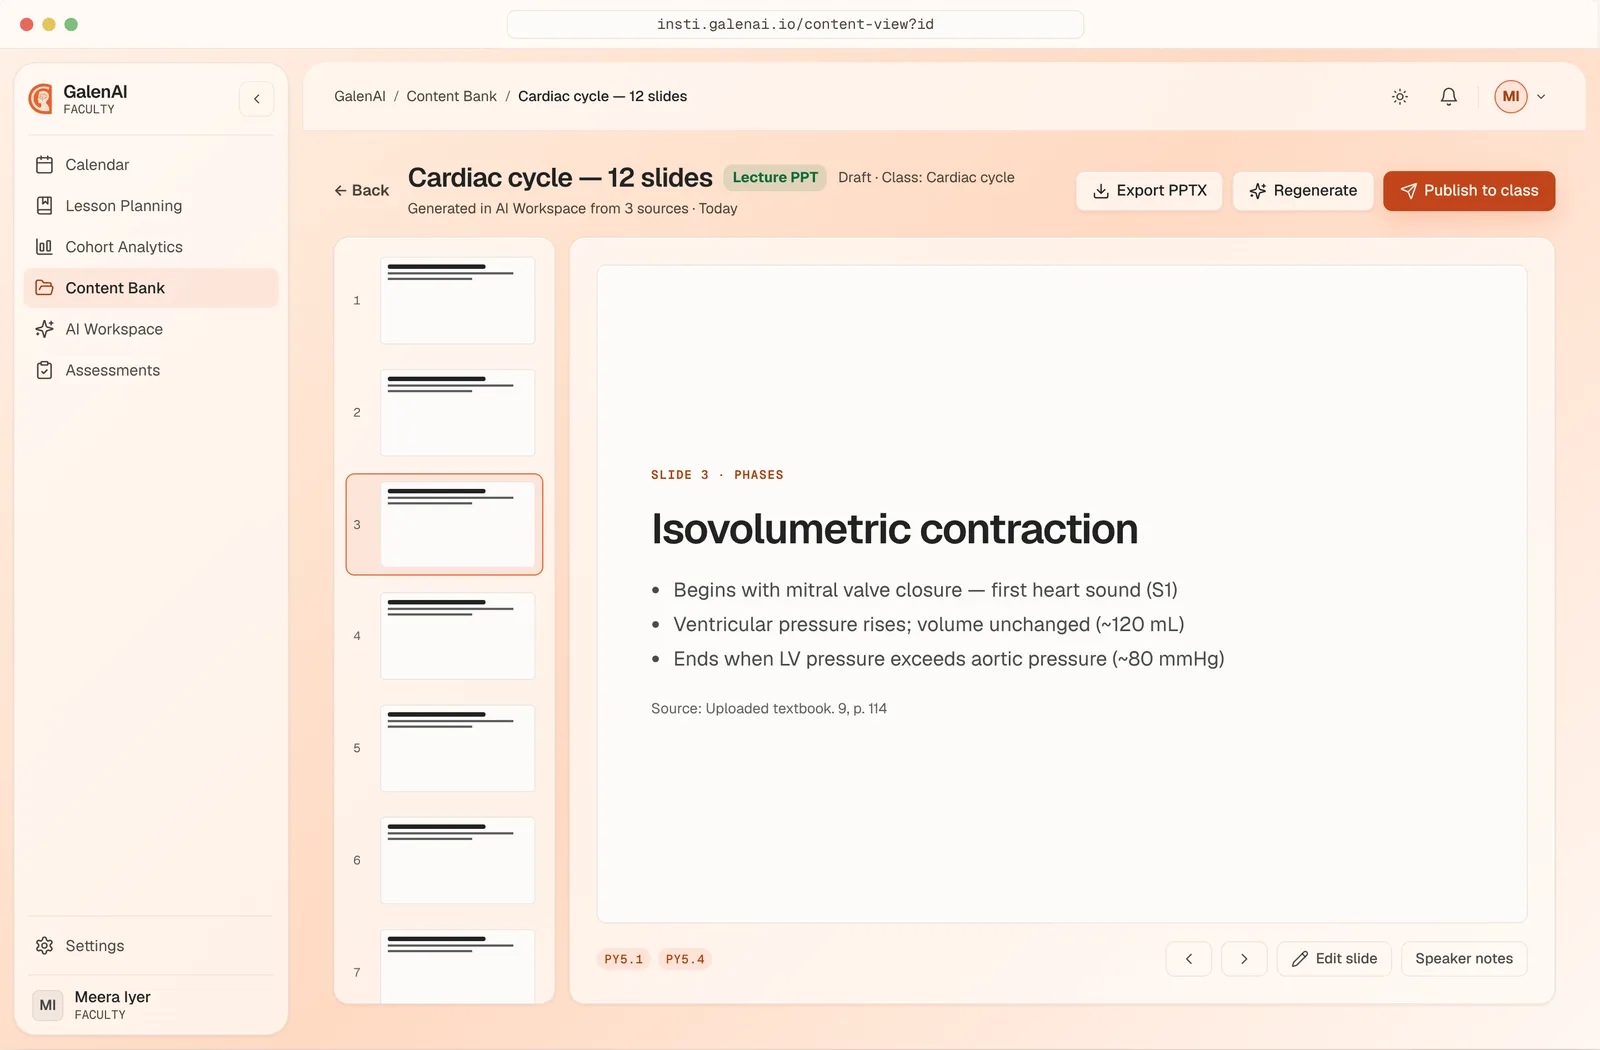 insti.galenai.io/content-view?id
GalenAI
FACULTY
Calendar
Lesson Planning
Cohort Analytics
Content Bank
AI Workspace
Assessments
Settings
MI
Meera Iyer
FACULTY
GalenAI / Content Bank / Cardiac cycle — 12 slides
MI
Back
Cardiac cycle — 12 slides
Lecture PPT
Draft · Class: Cardiac cycle
Generated in AI Workspace from 3 sources · Today
Export PPTX
Regenerate
Publish to class
1
2
3
4
5
6
7
SLIDE 3 · PHASES
Isovolumetric contraction
• Begins with mitral valve closure — first heart sound (S1)
• Ventricular pressure rises; volume unchanged (~120 mL)
• Ends when LV pressure exceeds aortic pressure (~80 mmHg)
Source: Uploaded textbook. 9, p. 114
PY5.1
PY5.4
Edit slide
Speaker notes